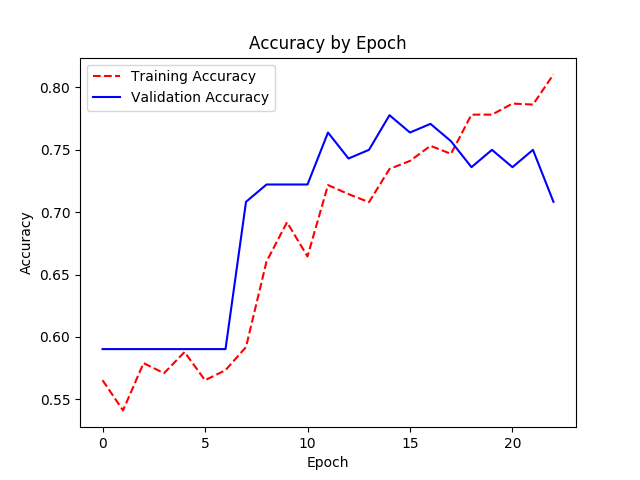 Accuracy by Epoch
Training Accuracy
Validation Accuracy
0.80
0.75
0.70
0.65
0.60
0.55
Accuracy
0 5 10 15 20
Epoch